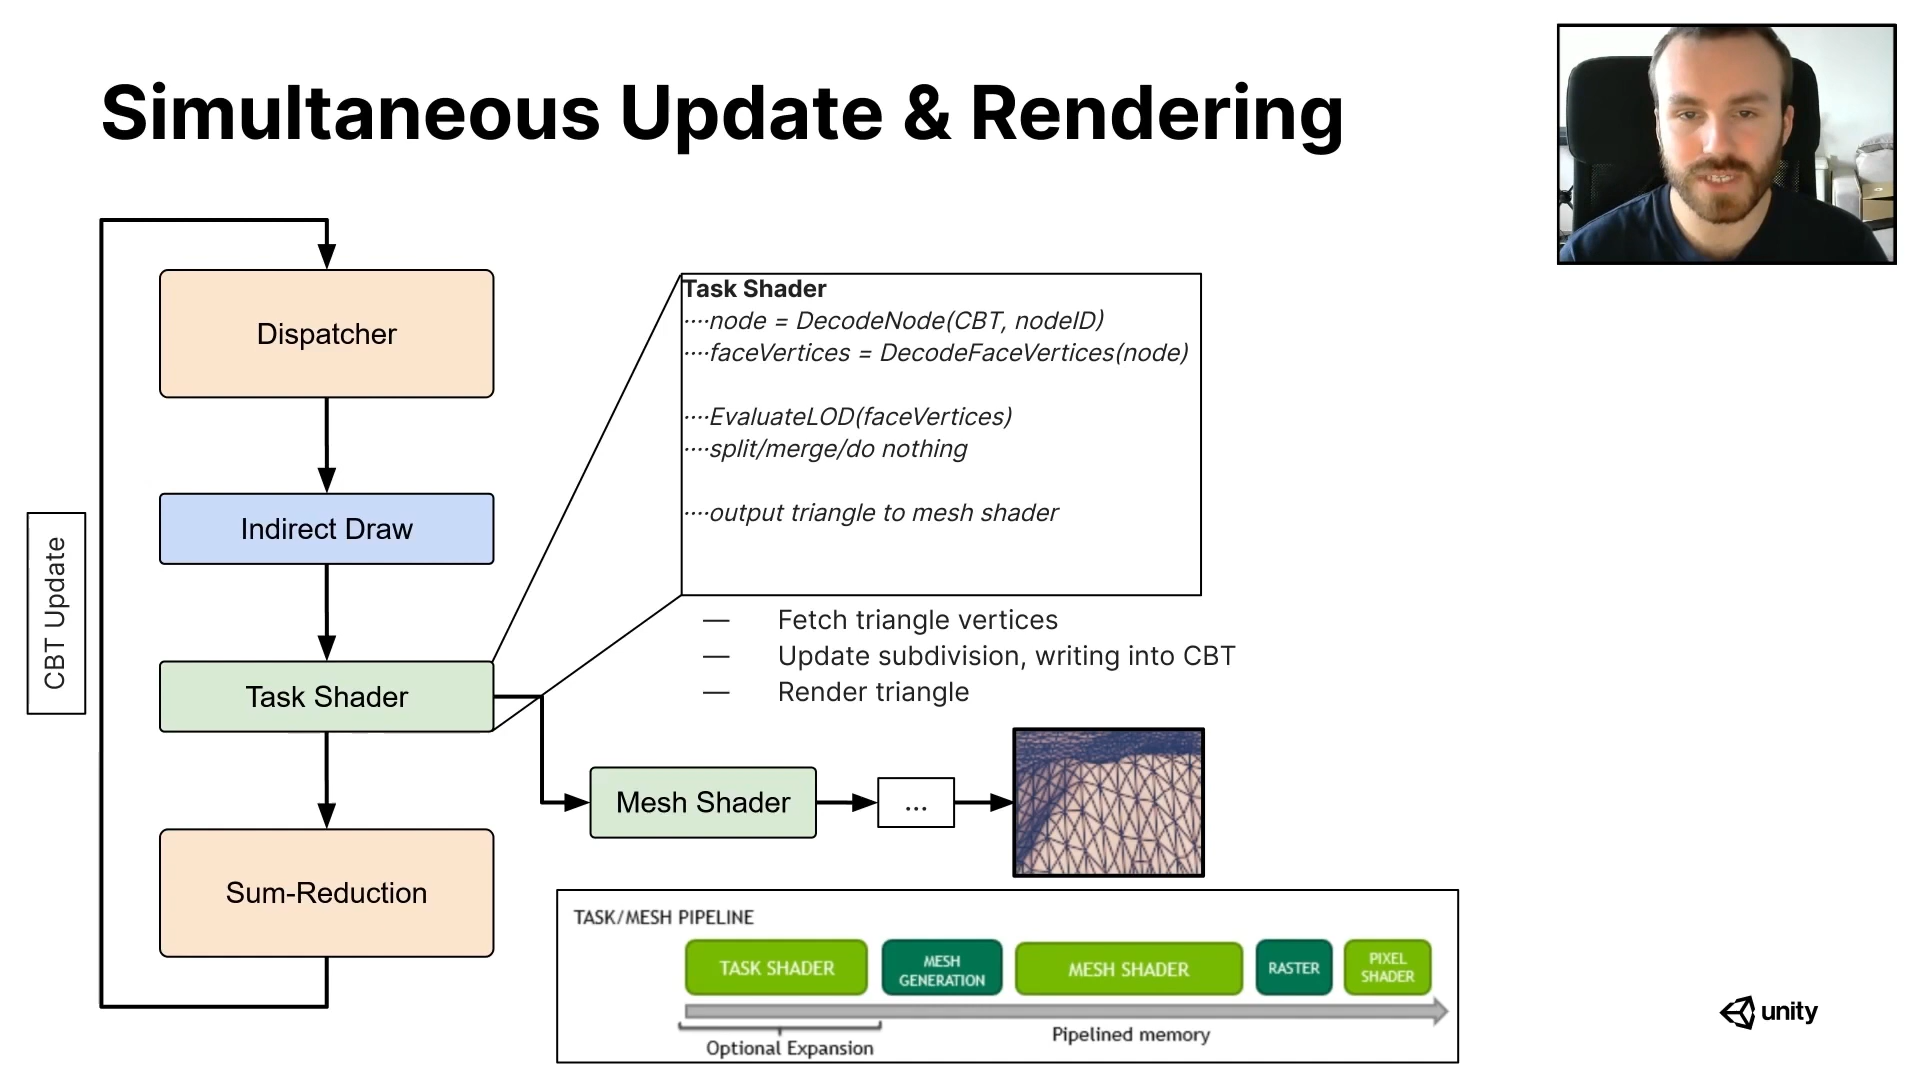 Simultaneous Update & Rendering
Dispatcher
Indirect Draw
Task Shader
Sum-Reduction
CBT Update
Task Shader
····node = DecodeNode(CBT, nodeID)
····faceVertices = DecodeFaceVertices(node)
····EvaluateLOD(faceVertices)
····split/merge/do nothing
····output triangle to mesh shader
— Fetch triangle vertices
— Update subdivision, writing into CBT
— Render triangle
Mesh Shader
...
TASK/MESH PIPELINE
TASK SHADER
MESH
GENERATION
MESH SHADER
RASTER
PIXEL
SHADER
Optional Expansion
Pipelined memory
unity